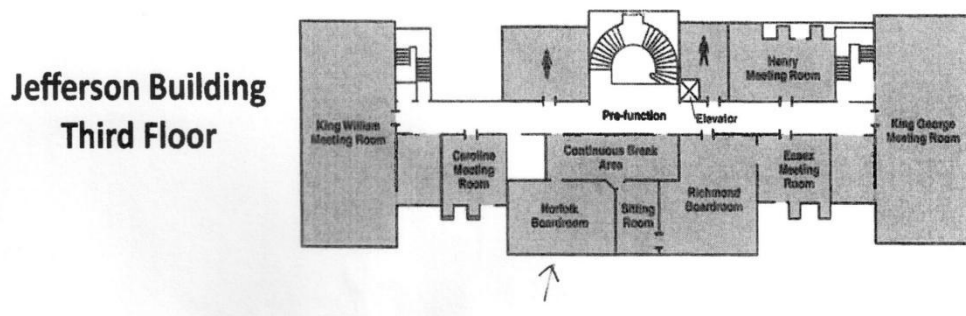 Jefferson Building
Third Floor
Henry
Meeting Room
Pre-function
Elevator
King William
Meeting Room
King George
Meeting Room
Caroline
Meeting
Room
Continuous Break
Area
Essex
Meeting
Room
Norfolk
Boardroom
Sitting
Room
Richmond
Boardroom